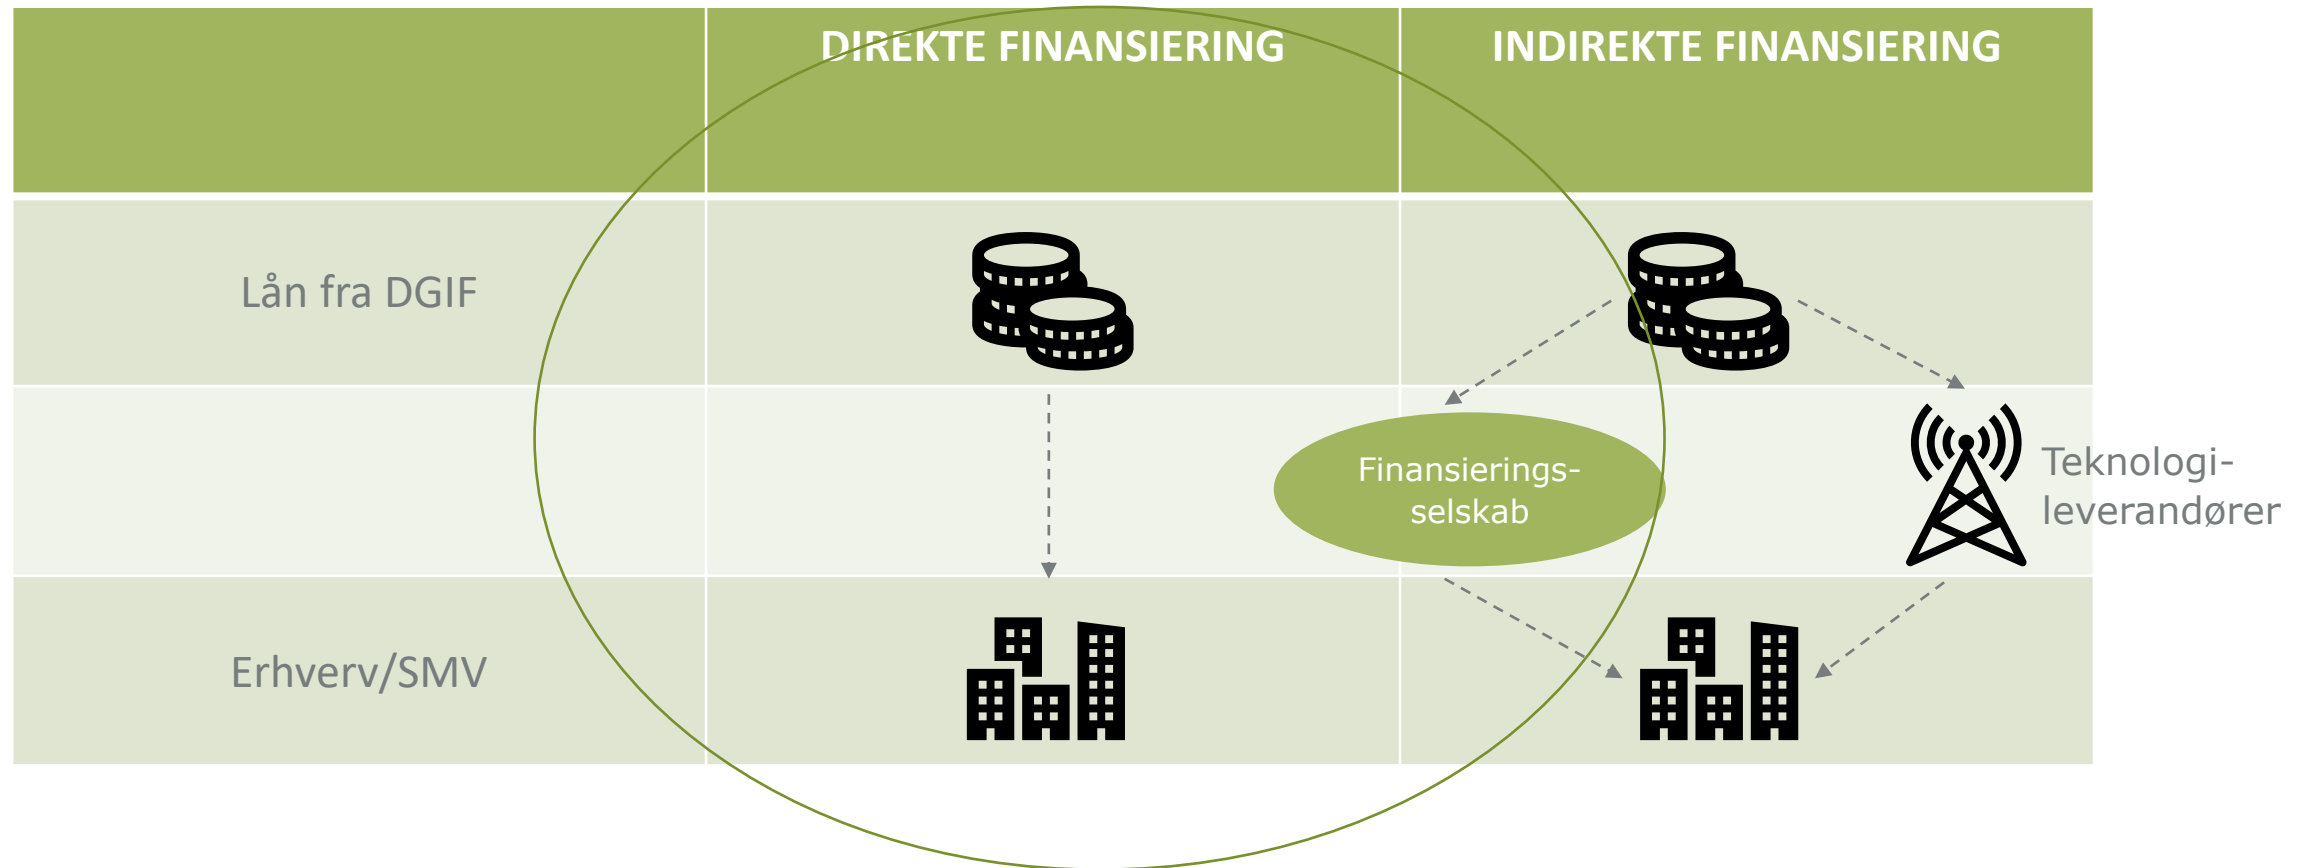 DIREKTE FINANSIERING
INDIREKTE FINANSIERING
Lån fra DGIF
Finansierings-
selskab
Teknologi-
leverandører
Erhverv/SMV